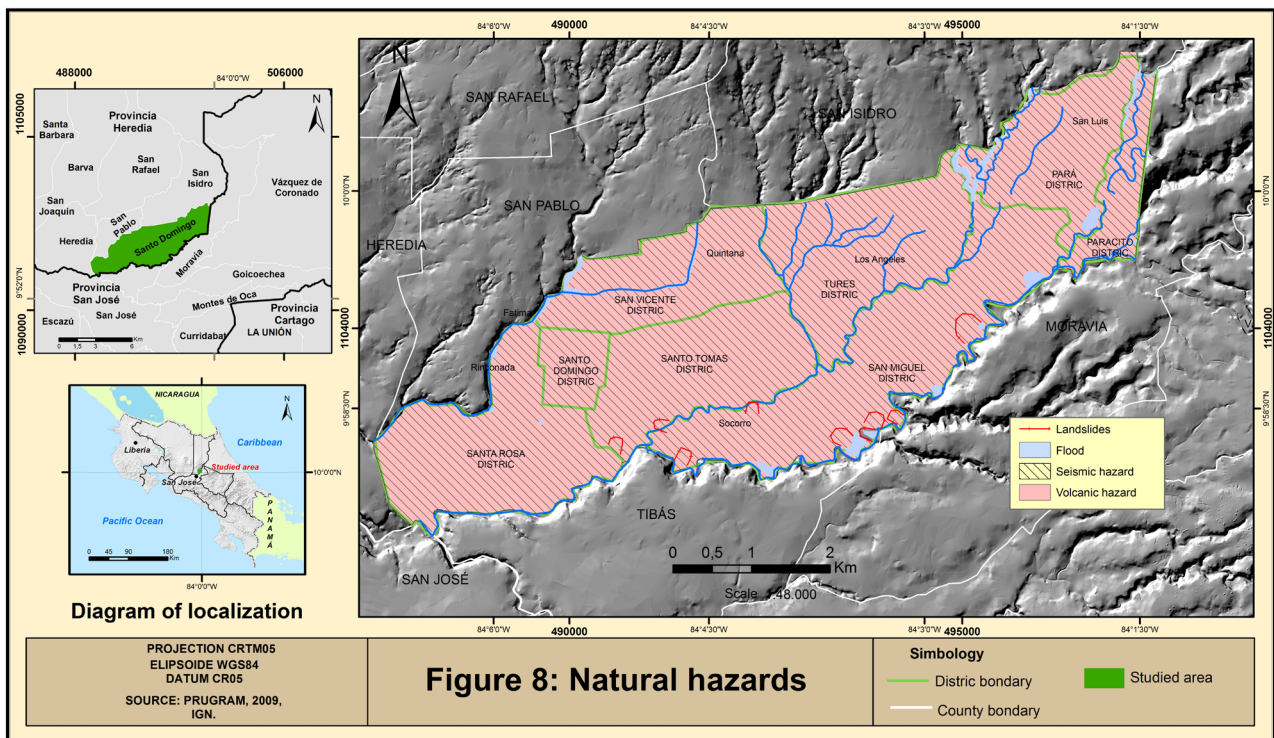 488000
84°0'0"W
506000
1105000
1090000
9°52'0"N
N
Santa
Barbara
Provincia
Heredia
Barva
San
Rafael
San
Isidro
Vázquez de
Coronado
San
Joaquín
San
Pablo
Heredia
Santo Domingo
Moravia
Goicoechea
Provincia
San José
Montes de Oca
Escazú
San José
Provincia
Cartago
Curridabat
LA UNIÓN
0 1,5 3 6
Km
NICARAGUA
N
Liberia
Caribbean
Studied area
San José
10°0'0"N
Pacific Ocean
PANAMÁ
0 45 90 180
Km
84°0'0"W
Diagram of localization
84°6'0"W
490000
84°4'30"W
84°3'0"W
495000
84°1'30"W
N
SAN RAFAEL
SAN ISIDRO
San Luis
10°0'0"N
10°0'0"N
PARÁ
DISTRIC
SAN PABLO
HEREDIA
Quintana
Los Angeles
PARACITO
DISTRIC
TURES
DISTRIC
SAN VICENTE
DISTRIC
Fatima
MORAVIA
1104000
1104000
Rinconada
SANTO
DOMINGO
DISTRIC
SANTO TOMAS
DISTRIC
SAN MIGUEL
DISTRIC
9°58'30"N
9°58'30"N
Socorro
SANTA ROSA
DISTRIC
Landslides
Flood
Seismic hazard
Volcanic hazard
TIBÁS
0 0,5 1 2
Km
SAN JOSÉ
Scale 1:48.000
84°6'0"W
490000
84°4'30"W
84°3'0"W
495000
84°1'30"W
PROJECTION CRTM05
ELIPSOIDE WGS84
DATUM CR05
SOURCE: PRUGRAM, 2009,
IGN.
Figure 8: Natural hazards
Simbology
Distric bondary
Studied area
County bondary